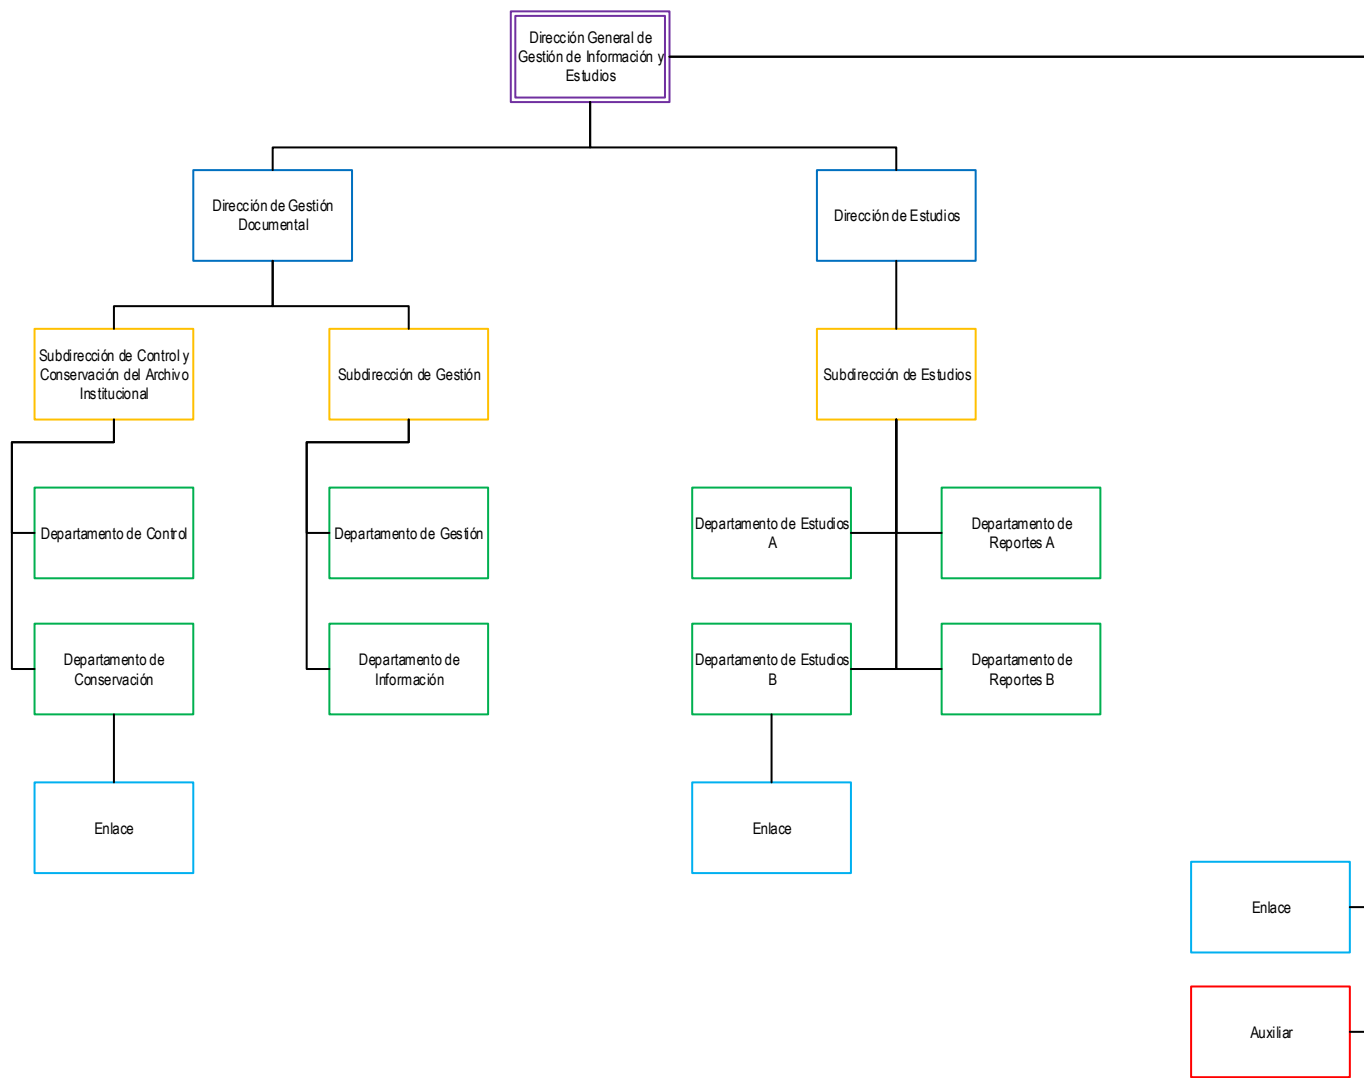 Dirección General de
Gestión de Información y
Estudios
Dirección de Gestión
Documental
Dirección de Estudios
Subdirección de Control y
Conservación del Archivo
Institucional
Subdirección de Gestión
Subdirección de Estudios
Departamento de Control
Departamento de Gestión
Departamento de Estudios
A
Departamento de
Reportes A
Departamento de
Conservación
Departamento de
Información
Departamento de Estudios
B
Departamento de
Reportes B
Enlace
Enlace
Enlace
Auxiliar